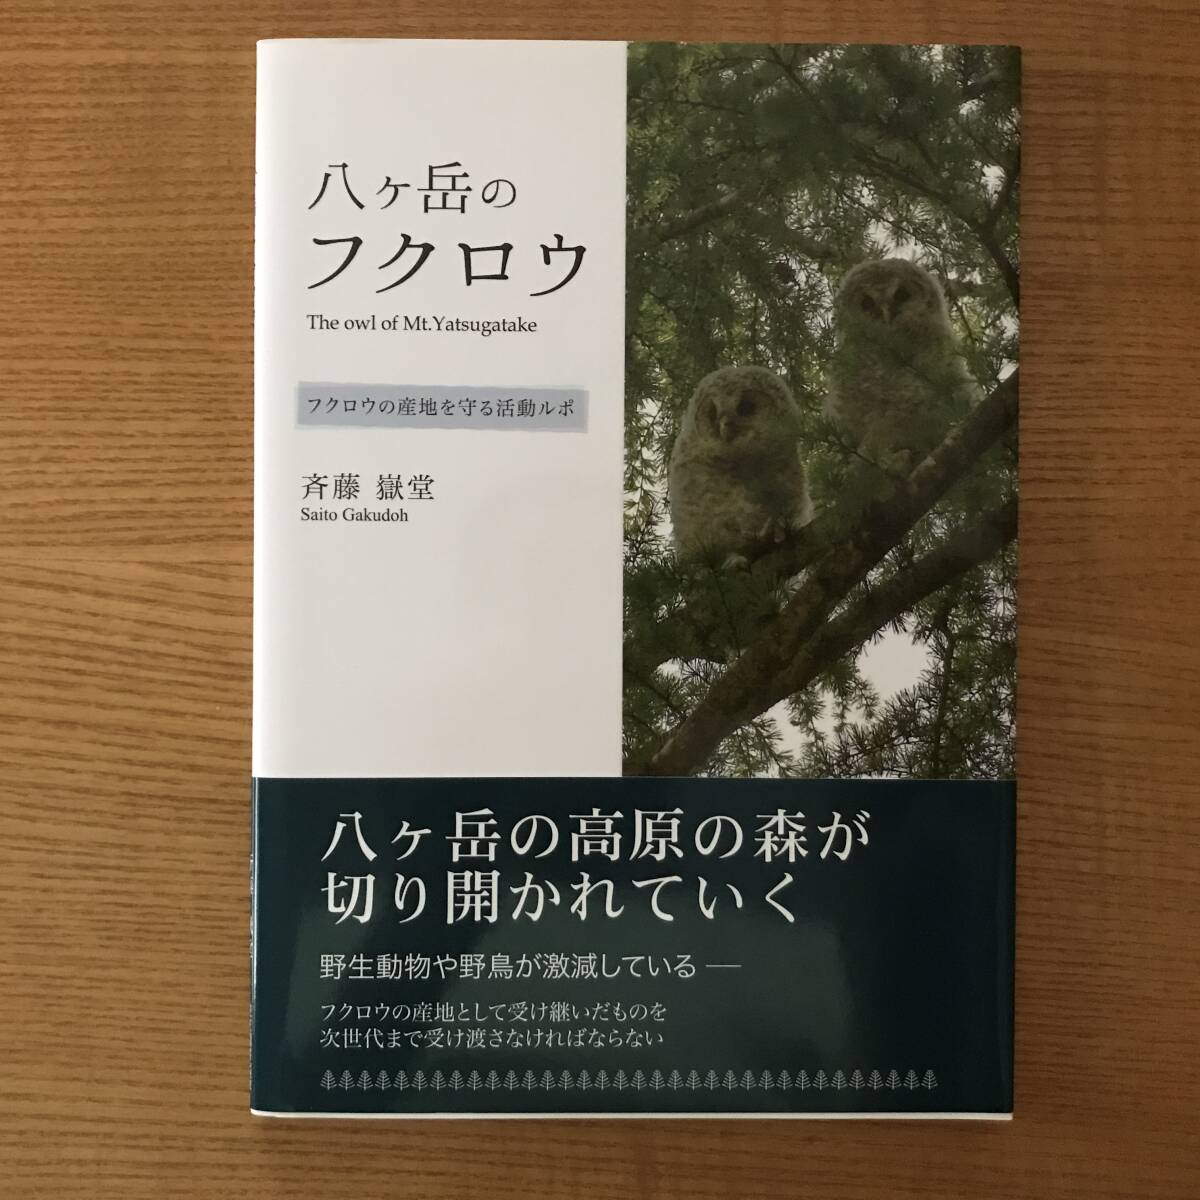 八ヶ岳の
フクロウ
The owl of Mt.Yatsugatake
フクロウの産地を守る活動ルポ
斉藤 嶽堂
Saito Gakudoh
八ヶ岳の高原の森が
切り開かれていく
野生動物や野鳥が激減している ―
フクロウの産地として受け継いだものを
次世代まで受け渡さなければならない